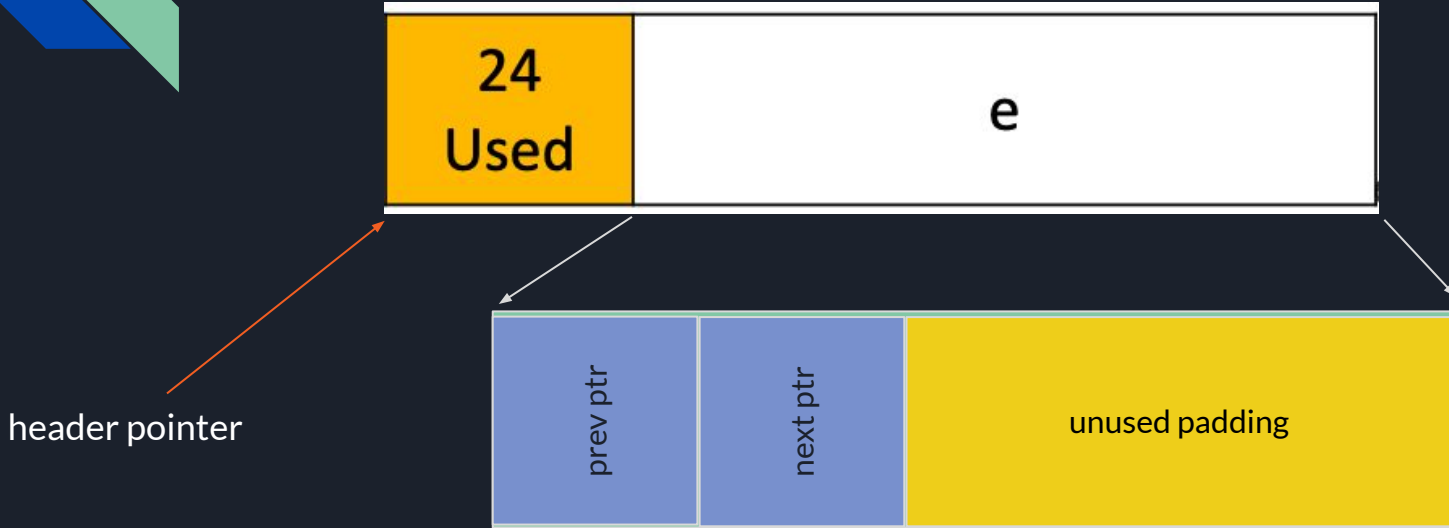 24
Used
e
header pointer
prev ptr
next ptr
unused padding